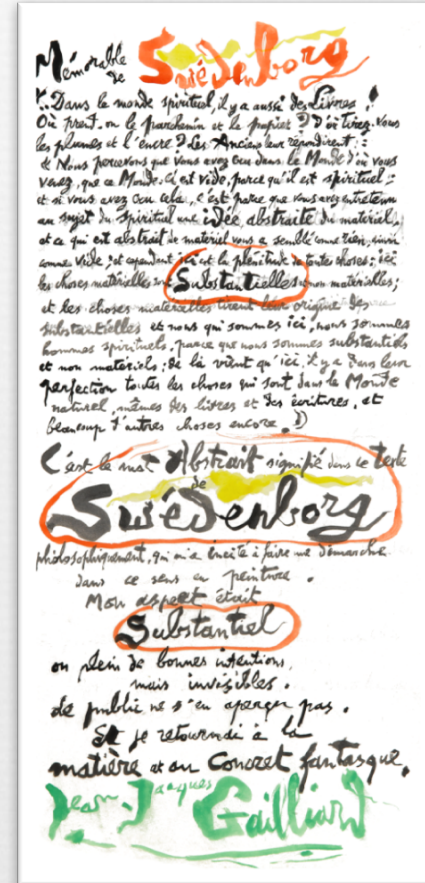 Mémorable de Swédenborg
"Dans le monde spirituel, il y a aussi des Livres!
Où prend-on le parchemin et le papier? D'où tirez-vous
les plumes et l'encre? Les Anciens leur répondirent:
Nous percevons que vous avez cru dans le Monde d'où vous
venez, que ce Monde-ci est vide, parce qu'il est spirituel;
et si vous avez cru cela, c'est parce que vous avez entretenu
au sujet du spirituel une idée abstraite du matériel,
et ce qui est abstrait de matériel vous a semblé comme rien, ainsi
comme vide; et cependant ici est la plénitude de toutes choses; ici
les choses matérielles sont Substantielles et non matérielles;
et les choses matérielles tirent leur origine des
substantielles et nous qui sommes ici, nous sommes
hommes spirituels, parce que nous sommes substantiels
et non matériels; de là vient qu'ici, il y a dans leur
perfection toutes les choses qui sont dans le Monde
naturel, mêmes des livres et des écritures, et
beaucoup d'autres choses encore.
C'est le mot Abstrait signifié dans ce texte
de
Swédenborg
philosophiquement, qui m'a incité à faire une démarche
dans ce sens en peinture.
Mon aspect était
Substantiel
on plein de bonnes intentions,
mais invisibles.
Le public ne s'en aperçu pas.
Et je retournai à la
matière et au Concret fantasque.
Jean-Jacques Gailliard